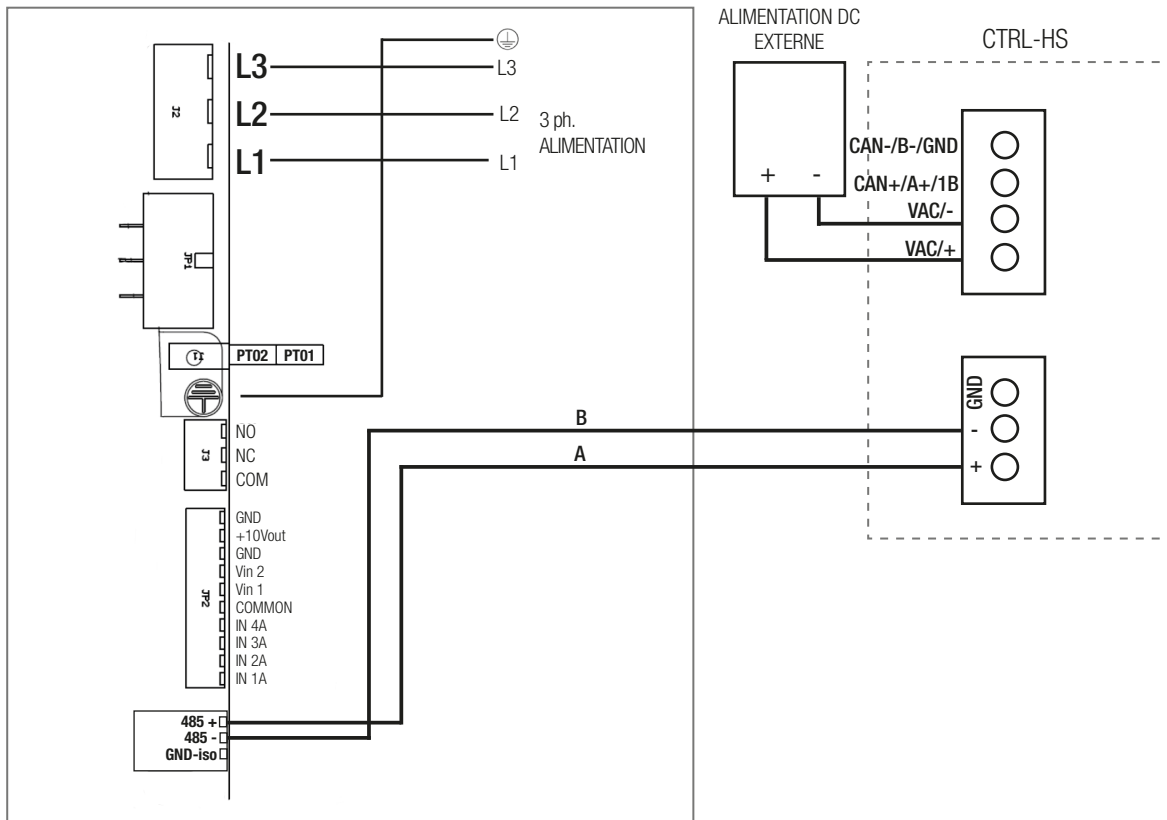 ALIMENTATION DC
EXTERNE
CTRL-HS
J2
L3
L2
L1
L3
L2
L1
3 ph.
ALIMENTATION
+ -
CAN-/B-/GND
CAN+/A+/1B
VAC/-
VAC/+
JP1
PT02 PT01
J3
NO
NC
COM
B
A
GND
-
+
JP2
GND
+10Vout
GND
Vin 2
Vin 1
COMMON
IN 4A
IN 3A
IN 2A
IN 1A
485 +
485 -
GND-iso